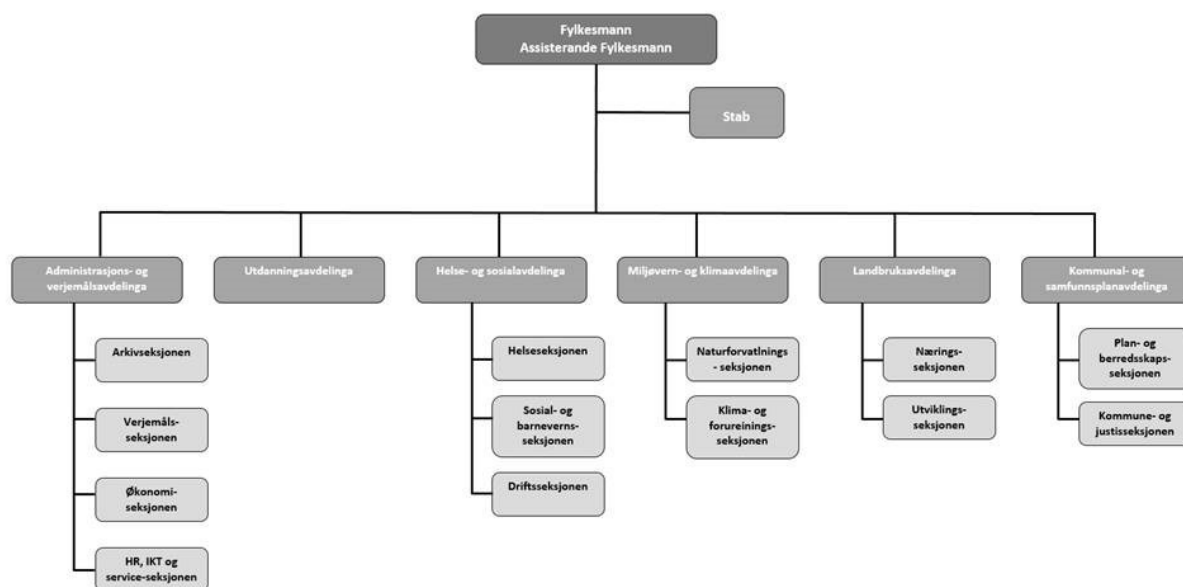 Fylkesmann
Assisterande Fylkesmann
Stab
Administrasjons- og
verjemålsavdelinga
Utdanningsavdelinga
Helse- og sosialavdelinga
Miljøvern- og klimaavdelinga
Landbruksavdelinga
Kommunal- og
samfunnsplanavdelinga
Arkivseksjonen
Verjemåls-
seksjonen
Økonomi-
seksjonen
HR, IKT og
service-seksjonen
Helseseksjonen
Sosial- og
barneverns-
seksjonen
Driftsseksjonen
Naturforvatlnings
- seksjonen
Klima- og
forureinings-
seksjonen
Nærings-
seksjonen
Utviklings-
seksjonen
Plan- og
berredsskaps-
seksjonen
Kommune- og
justisseksjonen